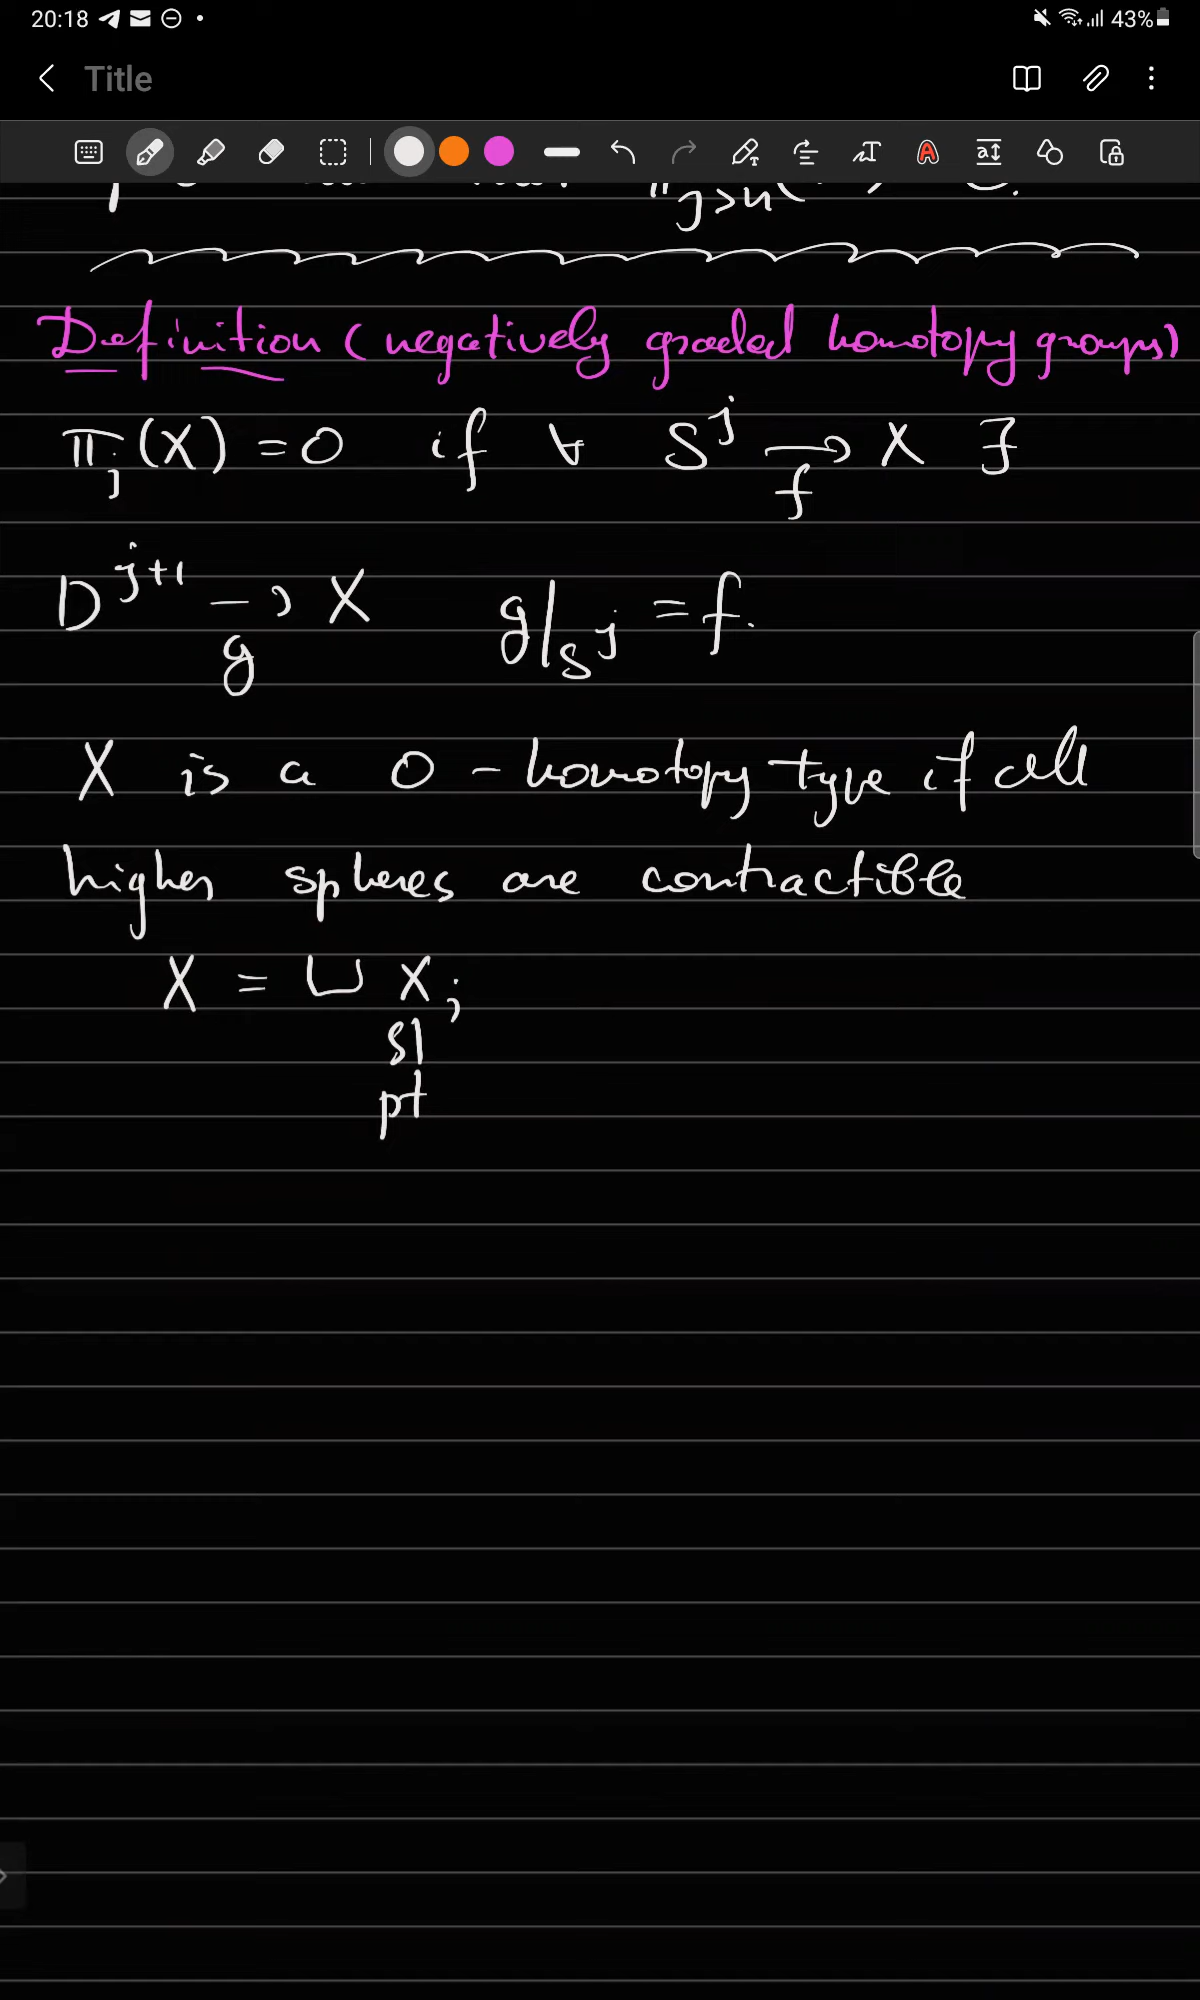 20:18 43%
Title
π j>n
Definition (negatively graded homotopy groups)
π_j(X) = 0 if ∀ S^j →_f X ∃
D^{j+1} →_g X g|_{S^j} = f.
X is a 0 - homotopy type if all
higher spheres are contractible
X = ⊔ X_j
≀|
pt